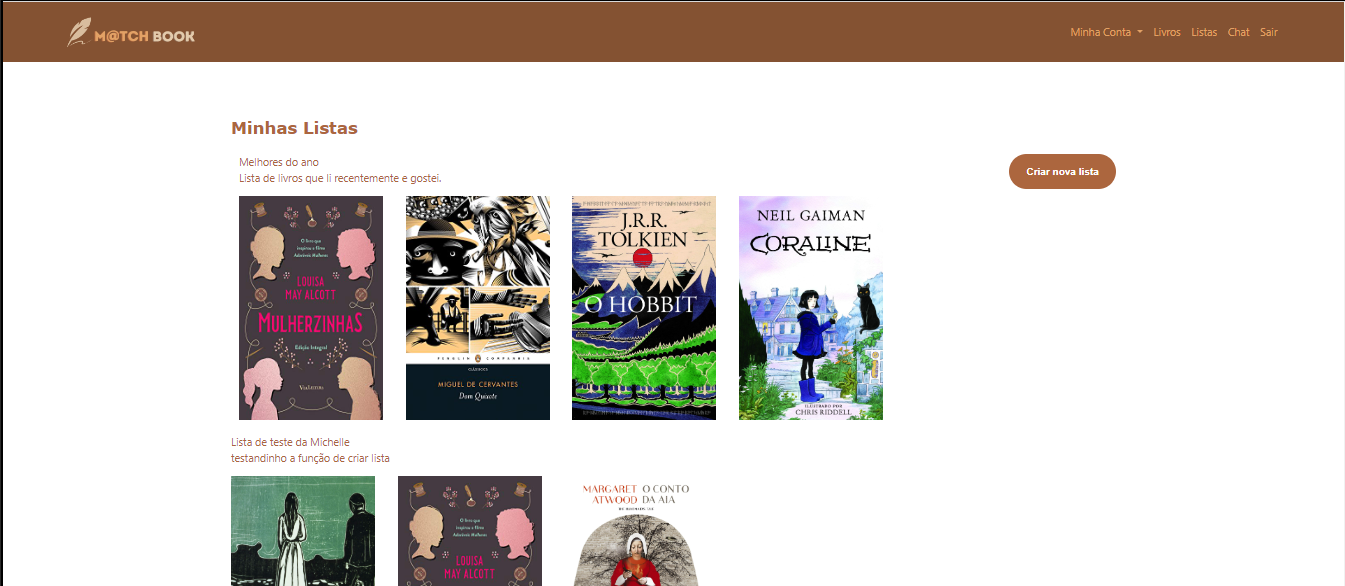 M@TCH BOOK
Minha Conta Livros Listas Chat Sair
Minhas Listas
Melhores do ano
Lista de livros que li recentemente e gostei.
Criar nova lista
O livro que
inspirou o filme
Adoráveis Mulheres
LOUISA
MAY ALCOTT
MULHERZINHAS
Edição Integral
VIALEITURA
PENGUIN COMPANHIA
CLÁSSICOS
MIGUEL DE CERVANTES
Dom Quixote
J.R.R.
TOLKIEN
O HOBBIT
NEIL GAIMAN
CORALINE
ILUSTRADO POR
CHRIS RIDDELL
Lista de teste da Michelle
testandinho a função de criar lista
O livro que
inspirou o filme
Adoráveis Mulheres
LOUISA
MAY ALCOTT
MARGARET O CONTO
ATWOOD DA AIA